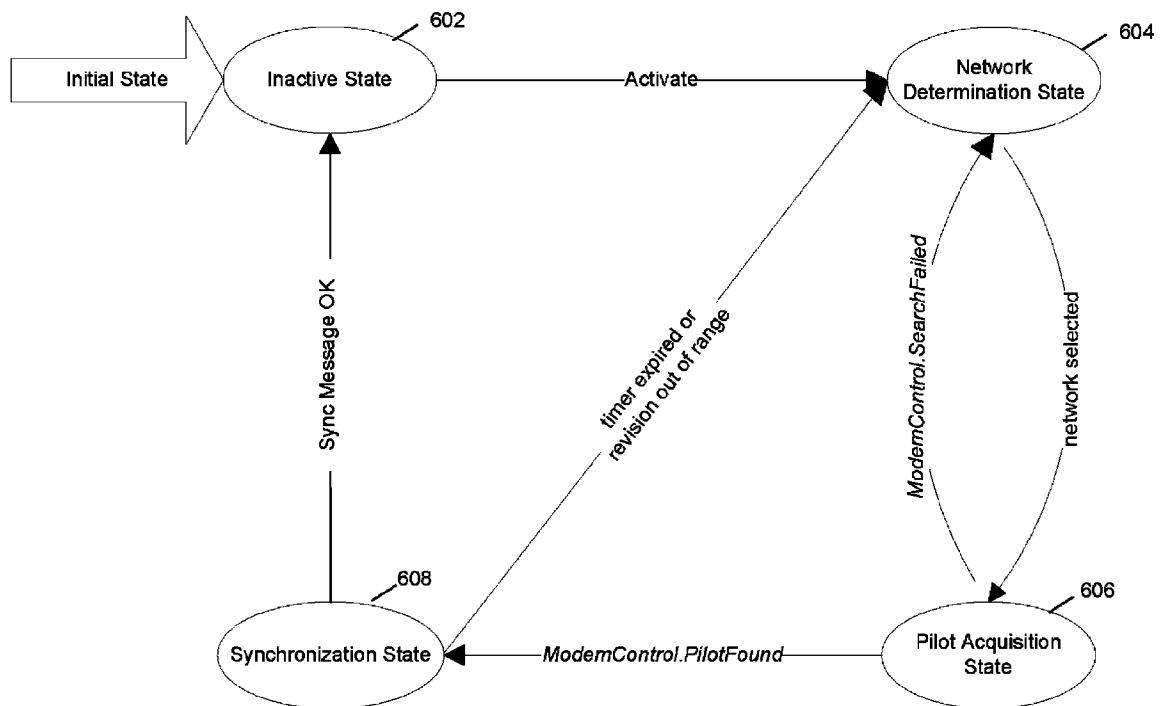 602
604
Initial State
Inactive State
Activate
Network
Determination State
Sync Message OK
timer expired or
revision out of range
ModemControl.SearchFailed
network selected
608
606
Synchronization State
ModemControl.PilotFound
Pilot Acquisition
State